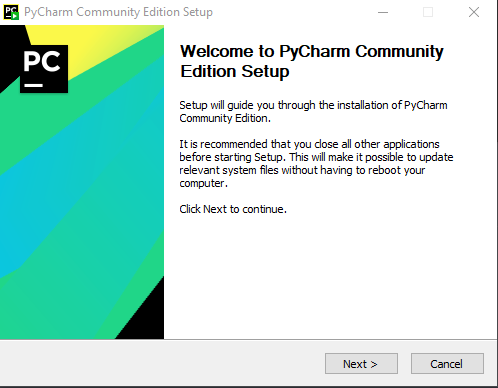 PC PyCharm Community Edition Setup
PC
Welcome to PyCharm Community
Edition Setup
Setup will guide you through the installation of PyCharm
Community Edition.
It is recommended that you close all other applications
before starting Setup. This will make it possible to update
relevant system files without having to reboot your
computer.
Click Next to continue.
Next >
Cancel